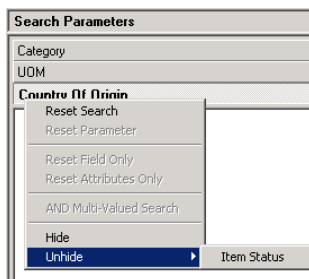 Search Parameters
Category
UOM
Country Of Origin
Reset Search
Reset Parameter
Reset Field Only
Reset Attributes Only
AND Multi-Valued Search
Hide
Unhide
Item Status